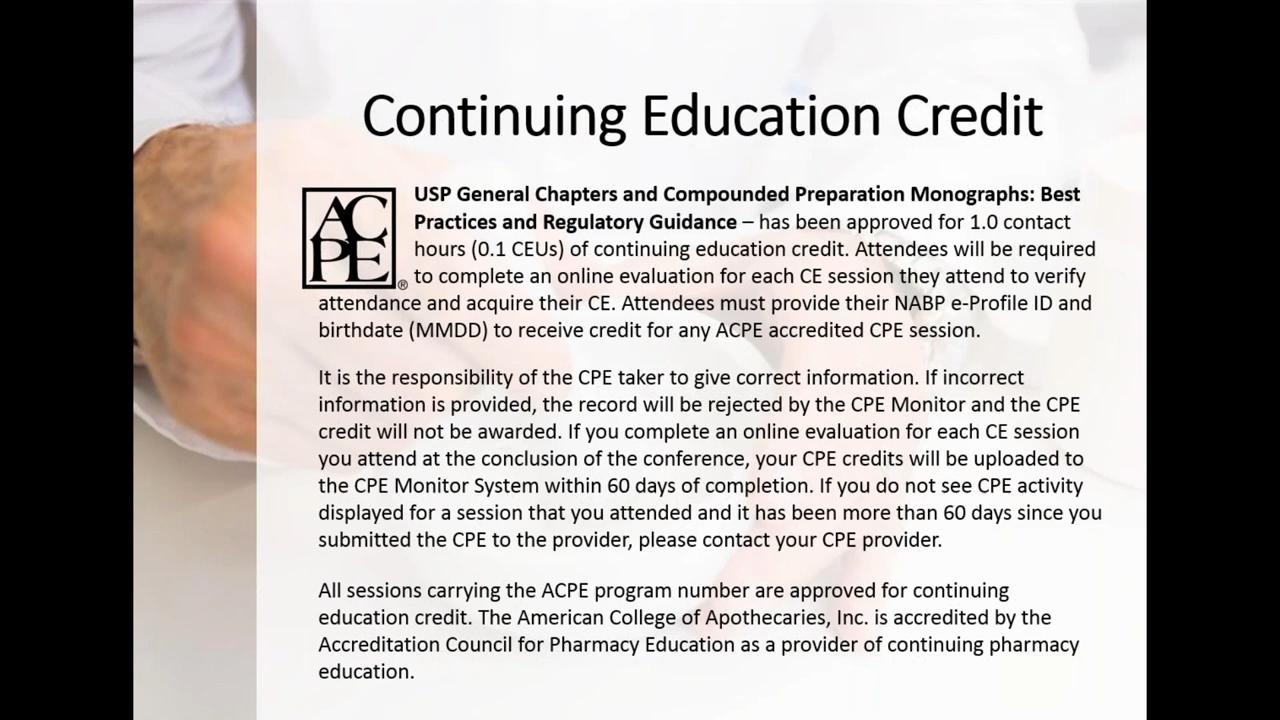 Continuing Education Credit
ACPE®
USP General Chapters and Compounded Preparation Monographs: Best
Practices and Regulatory Guidance – has been approved for 1.0 contact
hours (0.1 CEUs) of continuing education credit. Attendees will be required
to complete an online evaluation for each CE session they attend to verify
attendance and acquire their CE. Attendees must provide their NABP e-Profile ID and
birthdate (MMDD) to receive credit for any ACPE accredited CPE session.
It is the responsibility of the CPE taker to give correct information. If incorrect
information is provided, the record will be rejected by the CPE Monitor and the CPE
credit will not be awarded. If you complete an online evaluation for each CE session
you attend at the conclusion of the conference, your CPE credits will be uploaded to
the CPE Monitor System within 60 days of completion. If you do not see CPE activity
displayed for a session that you attended and it has been more than 60 days since you
submitted the CPE to the provider, please contact your CPE provider.
All sessions carrying the ACPE program number are approved for continuing
education credit. The American College of Apothecaries, Inc. is accredited by the
Accreditation Council for Pharmacy Education as a provider of continuing pharmacy
education.